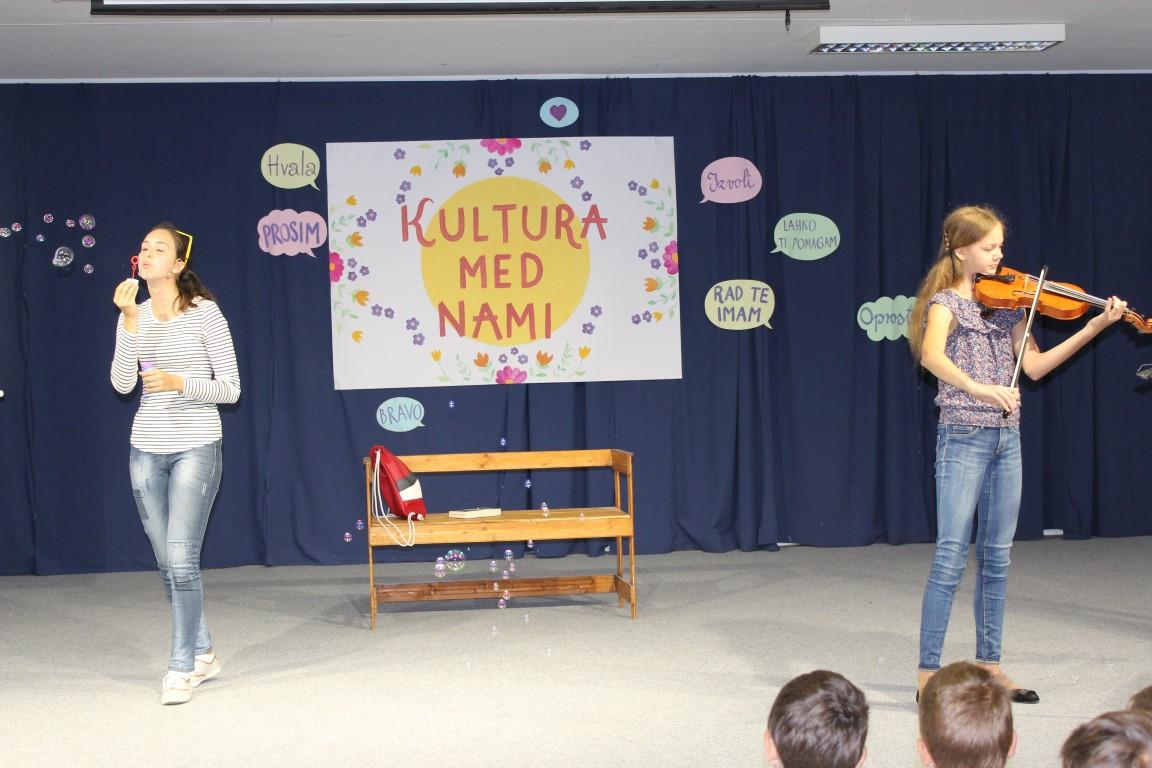 Hvala
PROSIM
KULTURA
MED
NAMI
Izvoli
LAHKO
TI POMAGAM
RAD TE
IMAM
BRAVO